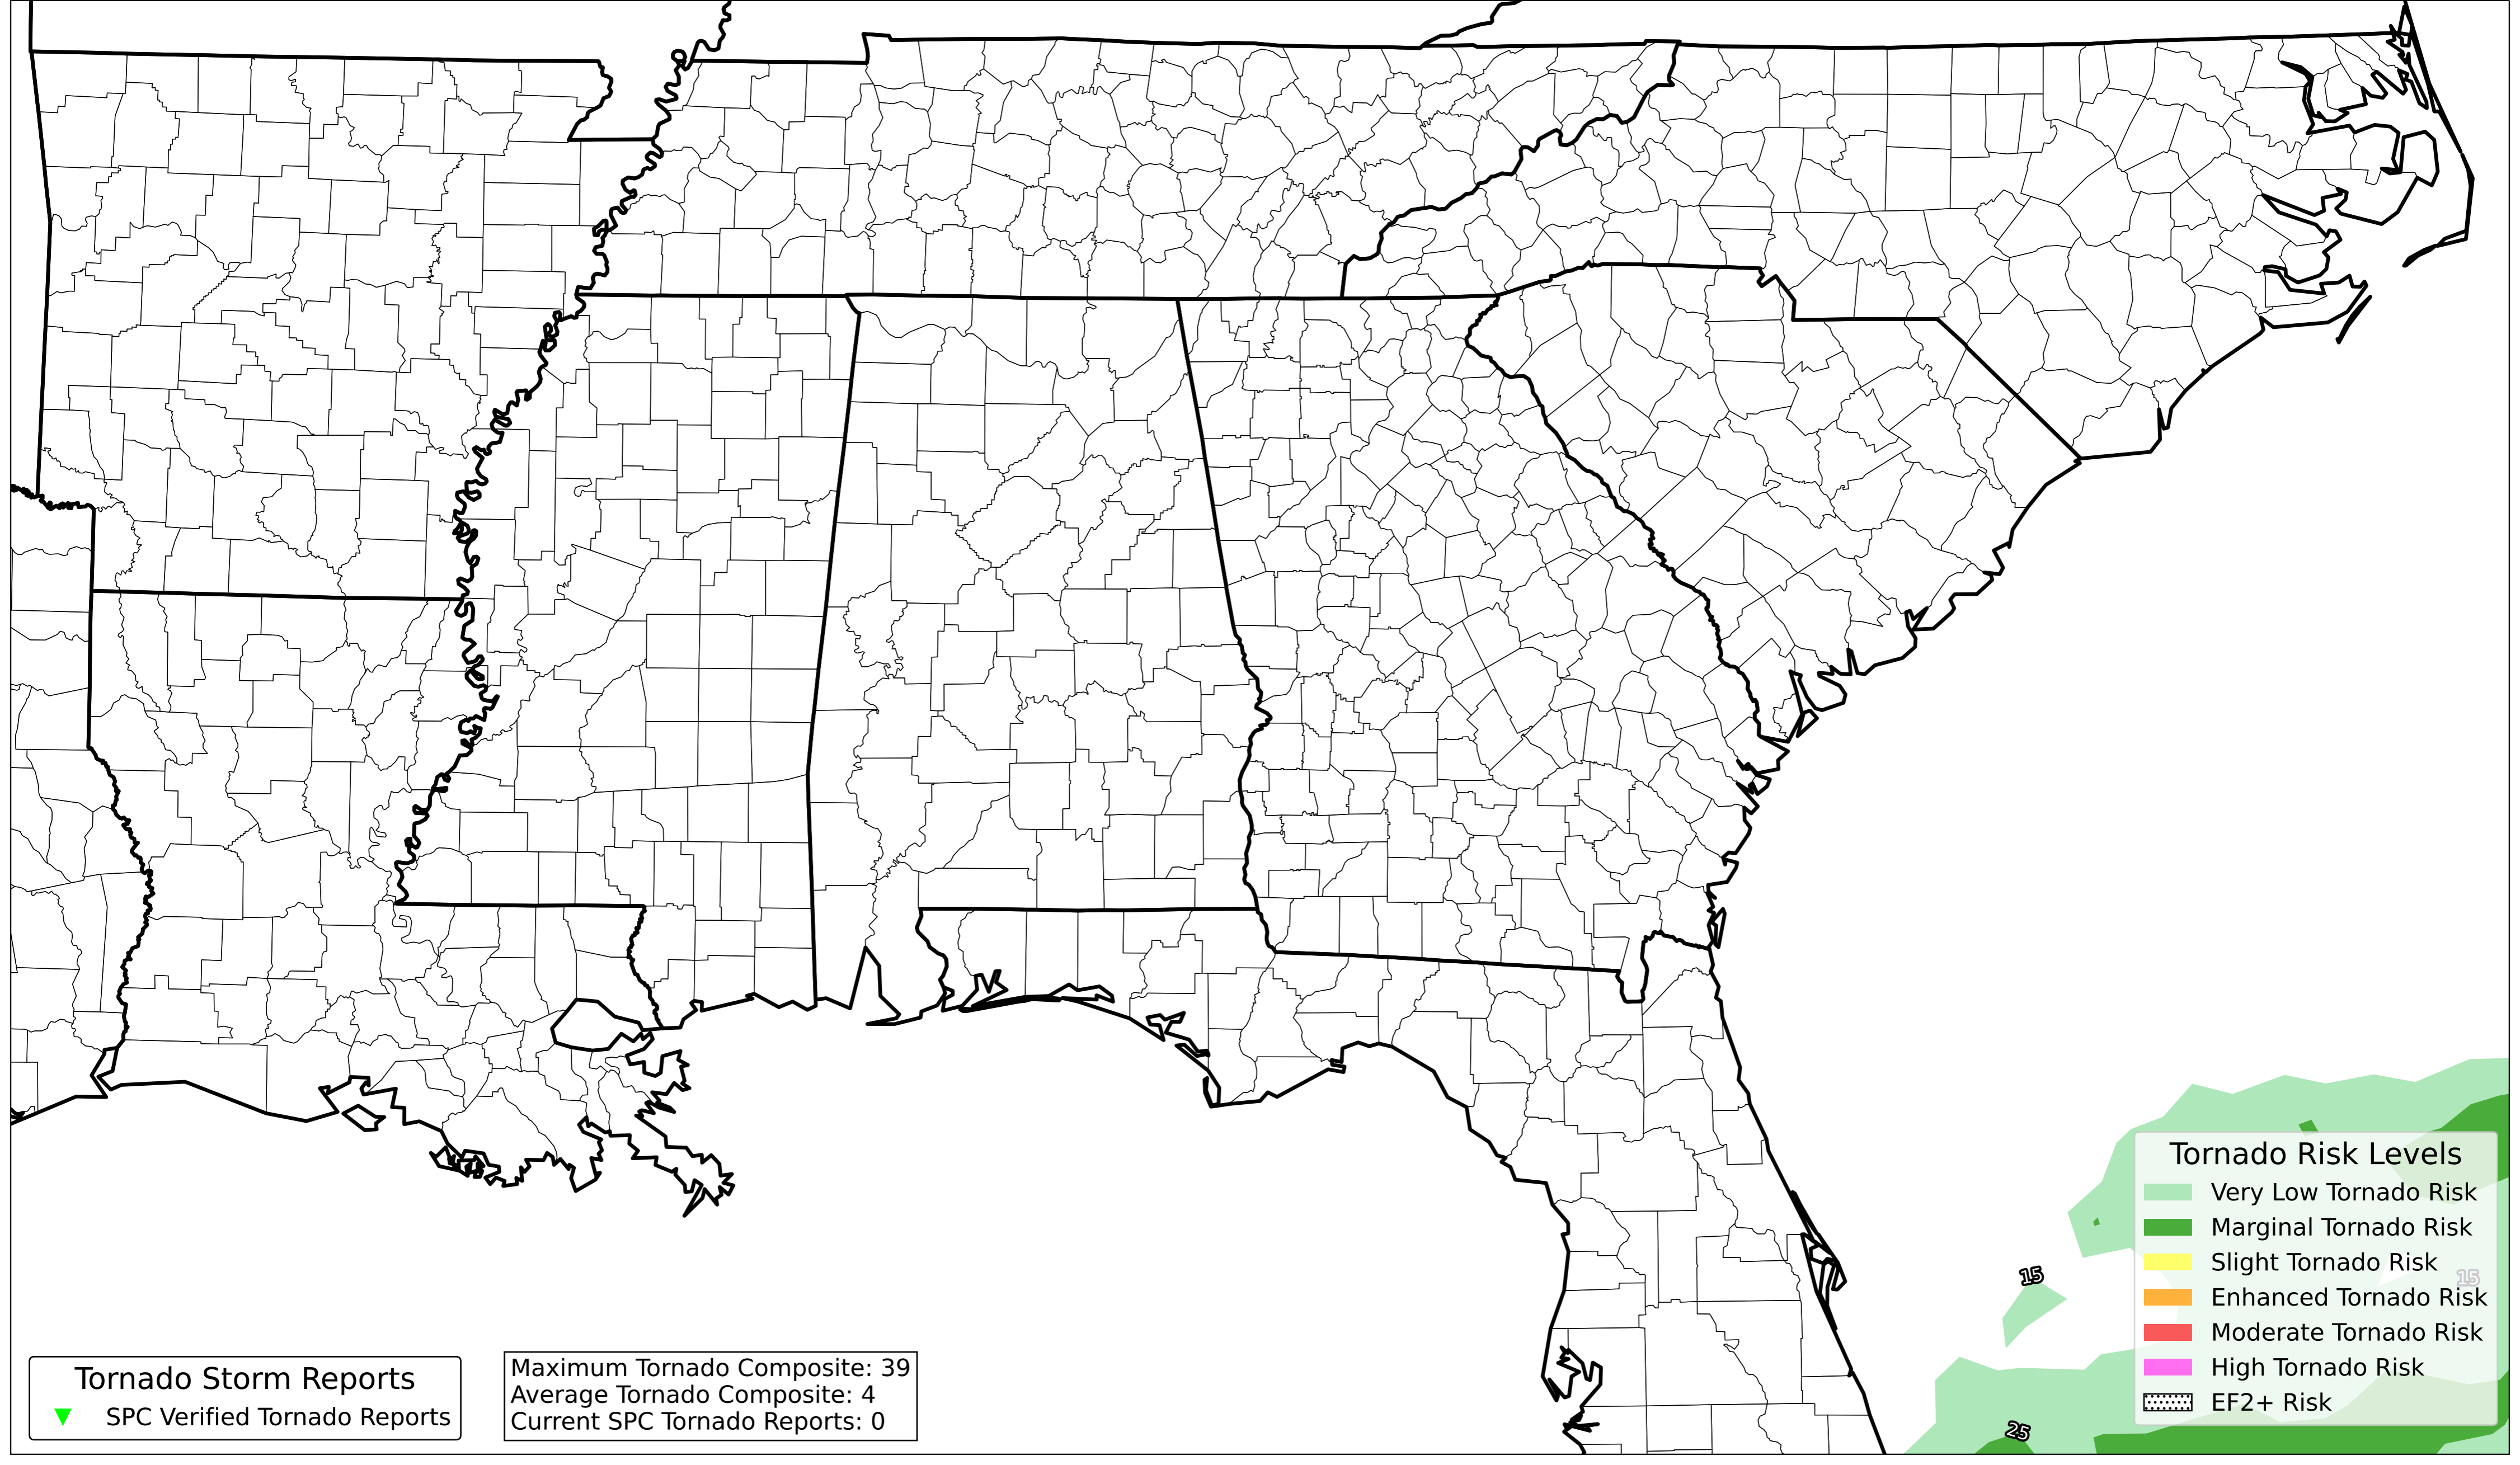 15
15
25
Tornado Risk Levels
Very Low Tornado Risk
Marginal Tornado Risk
Slight Tornado Risk
Enhanced Tornado Risk
Moderate Tornado Risk
High Tornado Risk
EF2+ Risk
Tornado Storm Reports
SPC Verified Tornado Reports
Maximum Tornado Composite: 39
Average Tornado Composite: 4
Current SPC Tornado Reports: 0